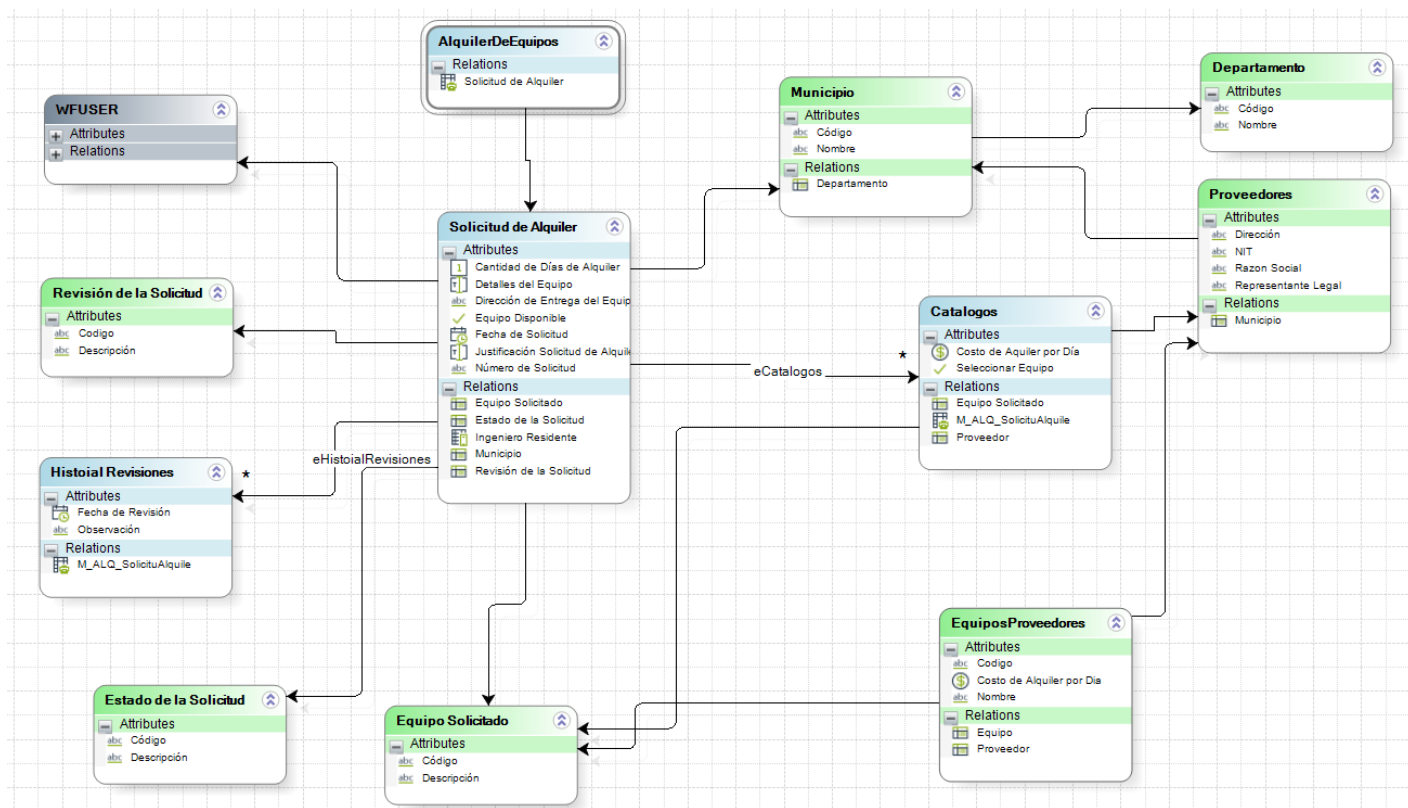 AlquilerDeEquipos
Relations
Solicitud de Alquiler
WFUSER
Attributes
Relations
Municipio
Attributes
Código
Nombre
Relations
Departamento
Departamento
Attributes
Código
Nombre
Proveedores
Attributes
Dirección
NIT
Razon Social
Representante Legal
Relations
Municipio
Solicitud de Alquiler
Attributes
1
Cantidad de Días de Alquiler
Detalles del Equipo
Dirección de Entrega del Equip
Equipo Disponible
Fecha de Solicitud
Justificación Solicitud de Alquile
Número de Solicitud
Relations
Equipo Solicitado
Estado de la Solicitud
Ingeniero Residente
Municipio
Revisión de la Solicitud
Revisión de la Solicitud
Attributes
Codigo
Descripción
eCatalogos
*
Catalogos
Attributes
Costo de Aquiler por Día
Seleccionar Equipo
Relations
Equipo Solicitado
M_ALQ_SolicituAlquile
Proveedor
eHistoialRevisiones
*
Histoial Revisiones
Attributes
Fecha de Revisión
Observación
Relations
M_ALQ_SolicituAlquile
Estado de la Solicitud
Attributes
Código
Descripción
Equipo Solicitado
Attributes
Código
Descripción
EquiposProveedores
Attributes
Codigo
Costo de Alquiler por Dia
Nombre
Relations
Equipo
Proveedor